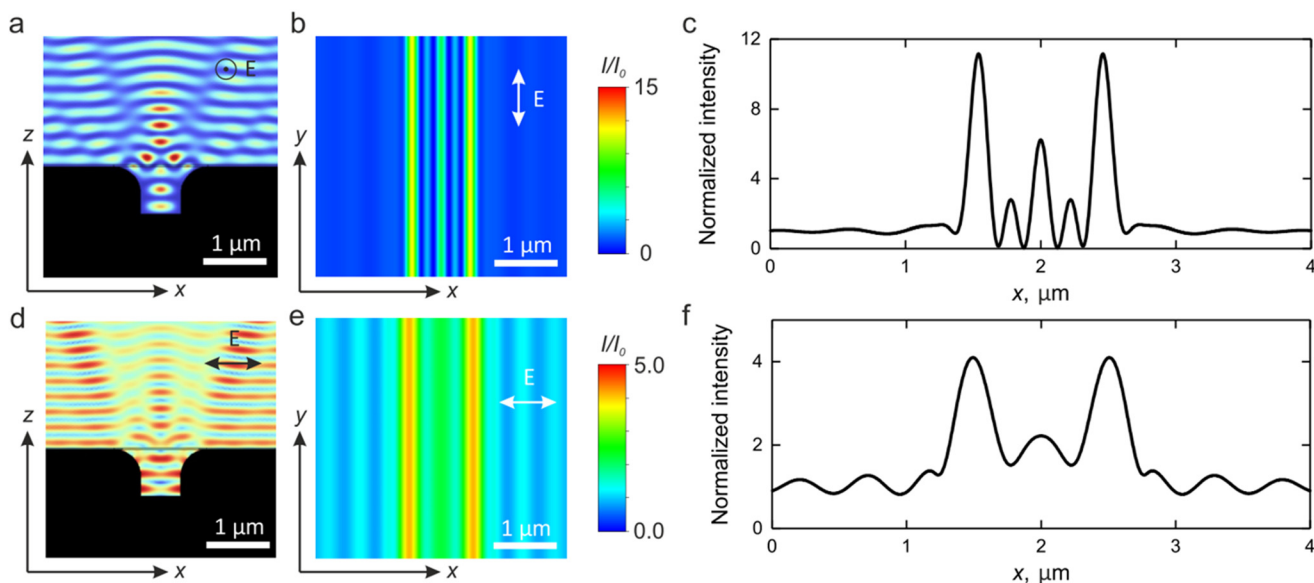 a
E
z
1 μm
x
b
E
y
1 μm
x
I/I0
15
0
c
Normalized intensity
12
8
4
0
0 1 2 3 4
x, μm
d
E
z
1 μm
x
e
E
y
1 μm
x
I/I0
5.0
0.0
f
Normalized intensity
4
2
0
0 1 2 3 4
x, μm